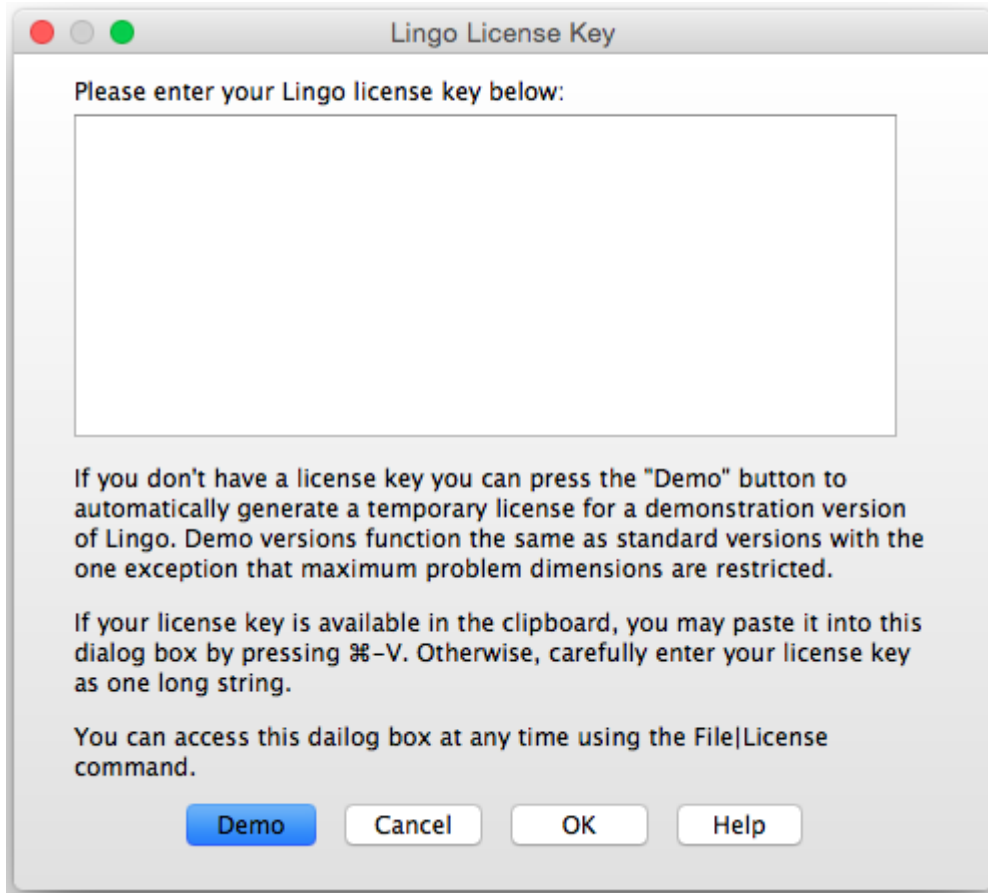 Lingo License Key
Please enter your Lingo license key below:
If you don't have a license key you can press the "Demo" button to
automatically generate a temporary license for a demonstration version
of Lingo. Demo versions function the same as standard versions with the
one exception that maximum problem dimensions are restricted.
If your license key is available in the clipboard, you may paste it into this
dialog box by pressing ⌘-V. Otherwise, carefully enter your license key
as one long string.
You can access this dailog box at any time using the File|License
command.
Demo Cancel OK Help